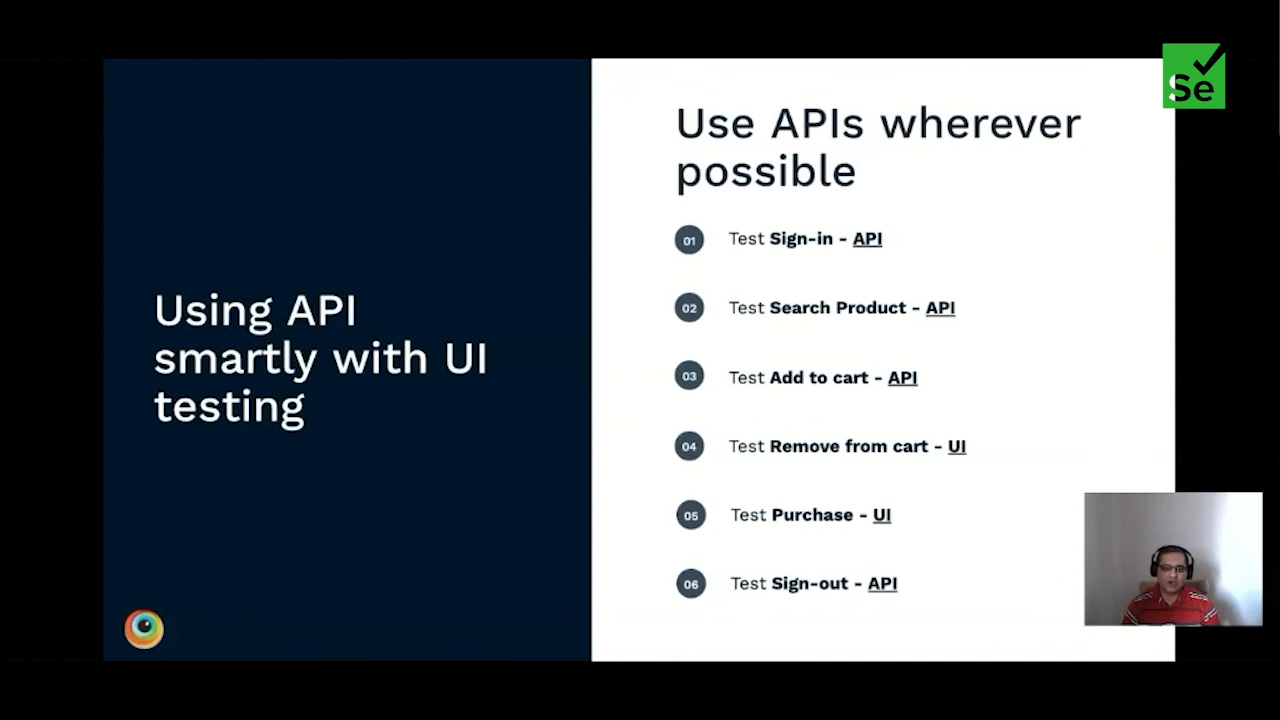 Se
Using API
smartly with UI
testing
Use APIs wherever
possible
01 Test Sign-in - API
02 Test Search Product - API
03 Test Add to cart - API
04 Test Remove from cart - UI
05 Test Purchase - UI
06 Test Sign-out - API